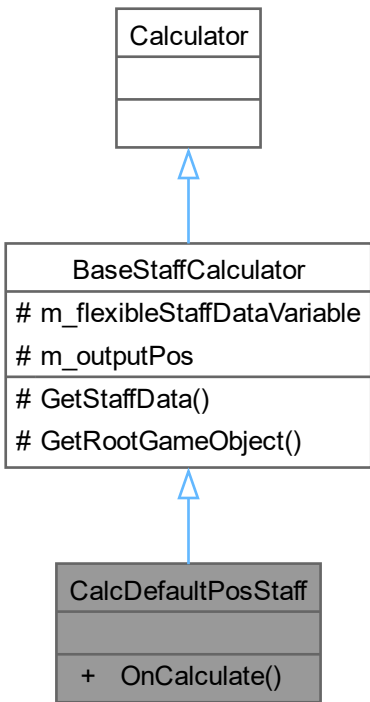 Calculator
BaseStaffCalculator
# m_flexibleStaffDataVariable
# m_outputPos
# GetStaffData()
# GetRootGameObject()
CalcDefaultPosStaff
+ OnCalculate()